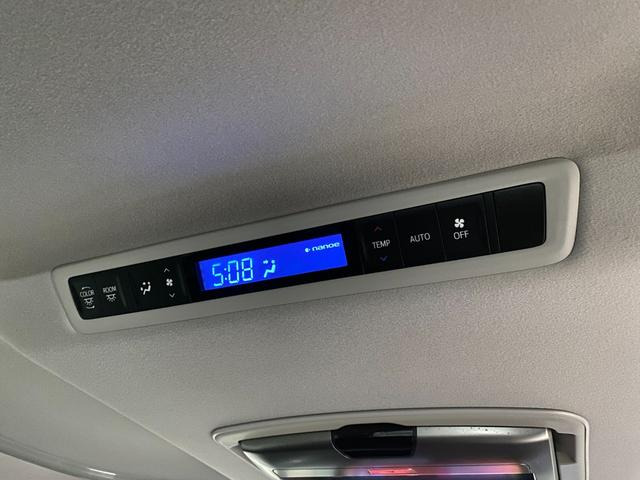 COLOR
ROOM
5:08
nanoe
TEMP
AUTO
OFF